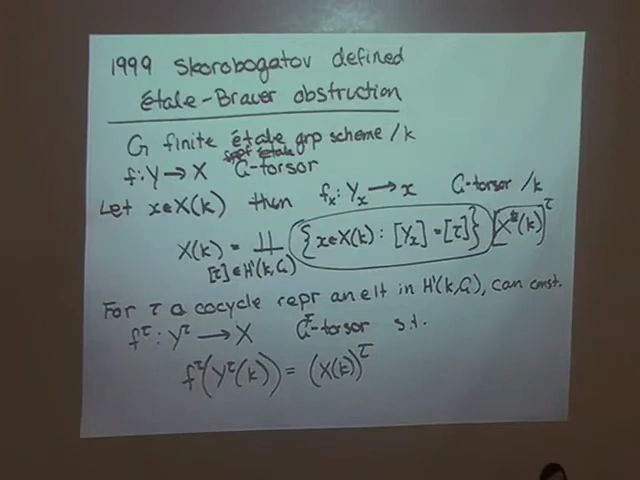 1999 Skorobogatov defined
étale-Brauer obstruction
G finite étale grp scheme /k
f: Y → X G-torsor
Let x∈X(k) then f_x: Y_x → x G-torsor /k
X(k) = ∐ {x∈X(k) : [Y_x] = [τ]} [X(k)]^τ
[τ]∈H¹(k,G)
For τ a cocycle repr an elt in H¹(k,G), can const.
f^τ: Y^τ → X G^τ-torsor s.t.
f^τ(Y^τ(k)) = (X(k))^τ